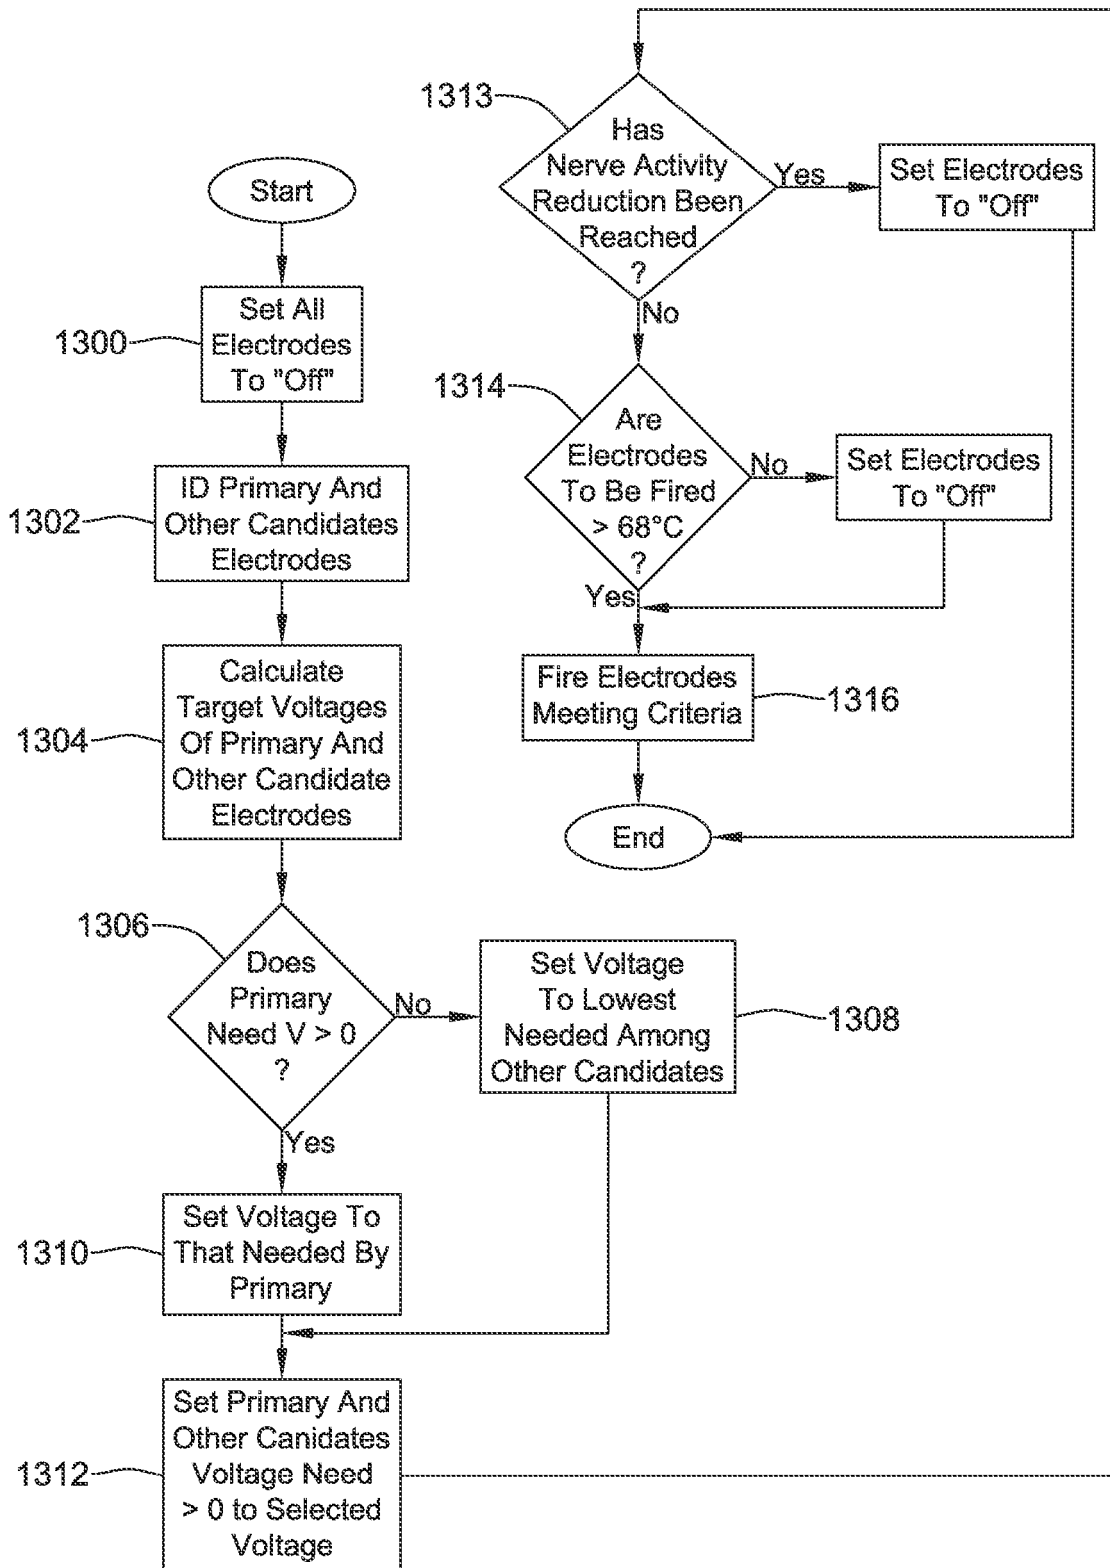 Start
1300
Set All
Electrodes
To "Off"
1302
ID Primary And
Other Candidates
Electrodes
1304
Calculate
Target Voltages
Of Primary And
Other Candidate
Electrodes
1306
Does
Primary
Need V > 0
?
No
Set Voltage
To Lowest
Needed Among
Other Candidates
1308
Yes
1310
Set Voltage To
That Needed By
Primary
1312
Set Primary And
Other Canidates
Voltage Need
> 0 to Selected
Voltage
1313
Has
Nerve Activity
Reduction Been
Reached
?
Yes
Set Electrodes
To "Off"
No
1314
Are
Electrodes
To Be Fired
> 68°C
?
No
Set Electrodes
To "Off"
Yes
Fire Electrodes
Meeting Criteria
1316
End